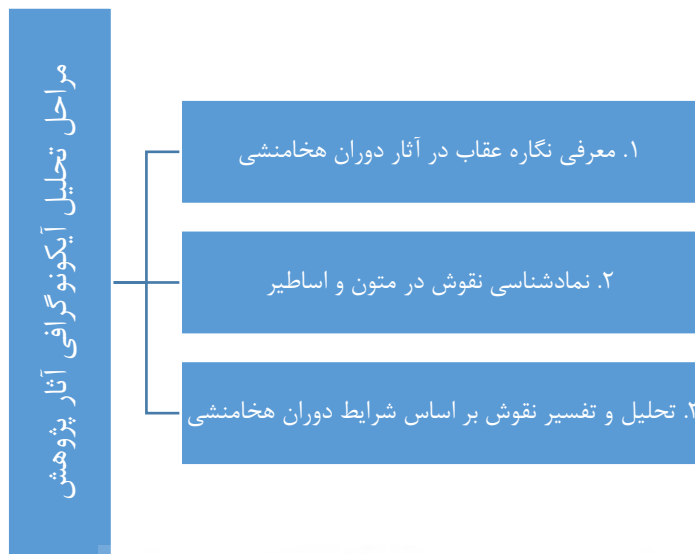 مراحل تحلیل آیکونوگرافی آثار پژوهش
۱. معرفی نگاره عقاب در آثار دوران هخامنشی
۲. نمادشناسی نقوش در متون و اساطیر
۳. تحلیل و تفسیر نقوش بر اساس شرایط دوران هخامنشی